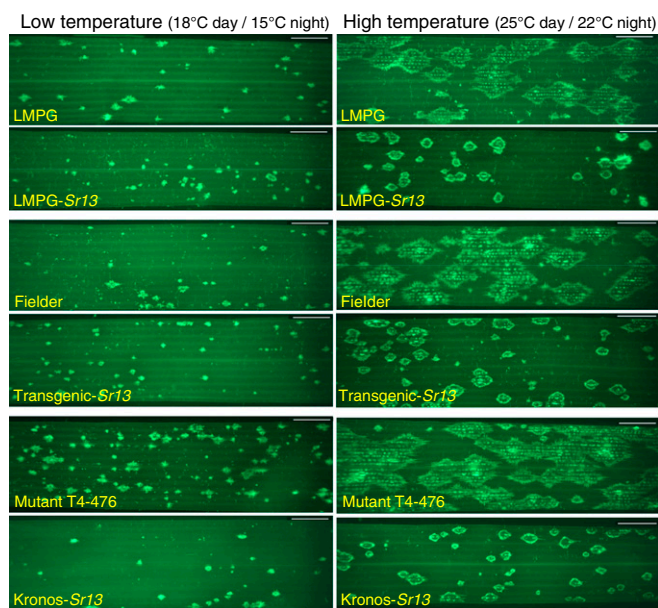 Low temperature (18°C day / 15°C night)
High temperature (25°C day / 22°C night)
LMPG
LMPG
LMPG-Sr13
LMPG-Sr13
Fielder
Fielder
Transgenic-Sr13
Transgenic-Sr13
Mutant T4-476
Mutant T4-476
Kronos-Sr13
Kronos-Sr13